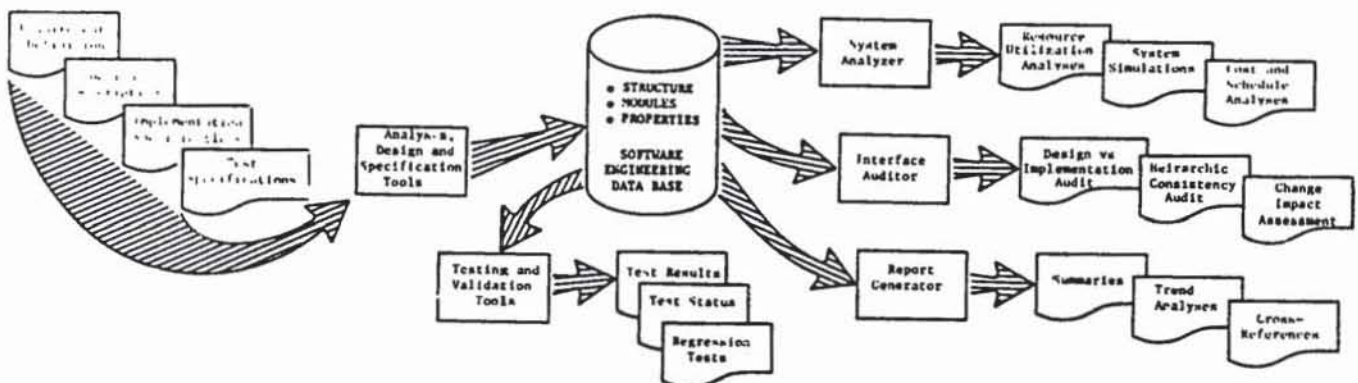 Implementation
Test
Specifications
Analysis,
Design and
Specification
Tools
● STRUCTURE
● MODULES
● PROPERTIES
SOFTWARE
ENGINEERING
DATA BASE
System
Analyzer
Resource
Utilization
Analyses
System
Simulations
Cost and
Schedule
Analyses
Interface
Auditor
Design vs
Implementation
Audit
Heirarchic
Consistency
Audit
Change
Impact
Assessment
Testing and
Validation
Tools
Test Results
Test Status
Regression
Tests
Report
Generator
Summaries
Trend
Analyses
Cross-
References